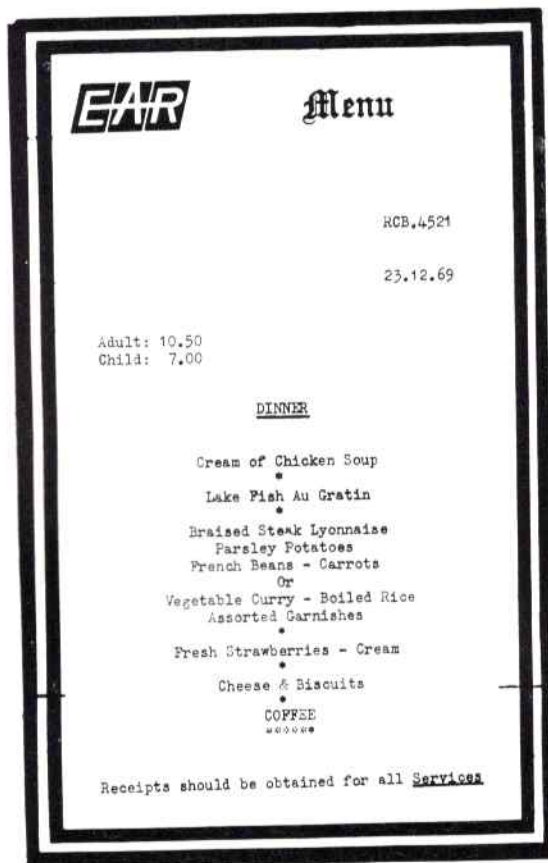 EAR
Menu
RCB.4521
23.12.69
Adult: 10.50
Child: 7.00
DINNER
Cream of Chicken Soup
*
Lake Fish Au Gratin
*
Braised Steak Lyonnaise
Parsley Potatoes
French Beans - Carrots
Or
Vegetable Curry - Boiled Rice
Assorted Garnishes
*
Fresh Strawberries - Cream
*
Cheese & Biscuits
*
COFFEE
******
Receipts should be obtained for all Services